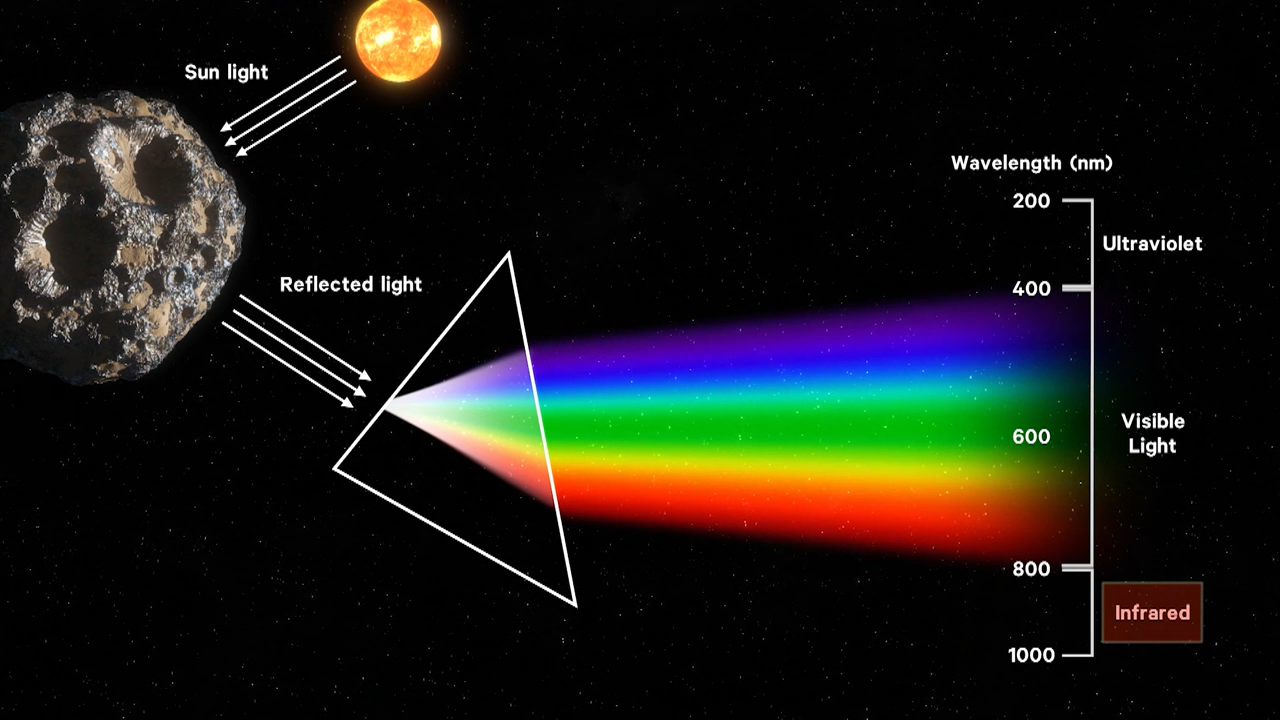 Sun light
Reflected light
Wavelength (nm)
200
Ultraviolet
400
600
Visible
Light
800
Infrared
1000